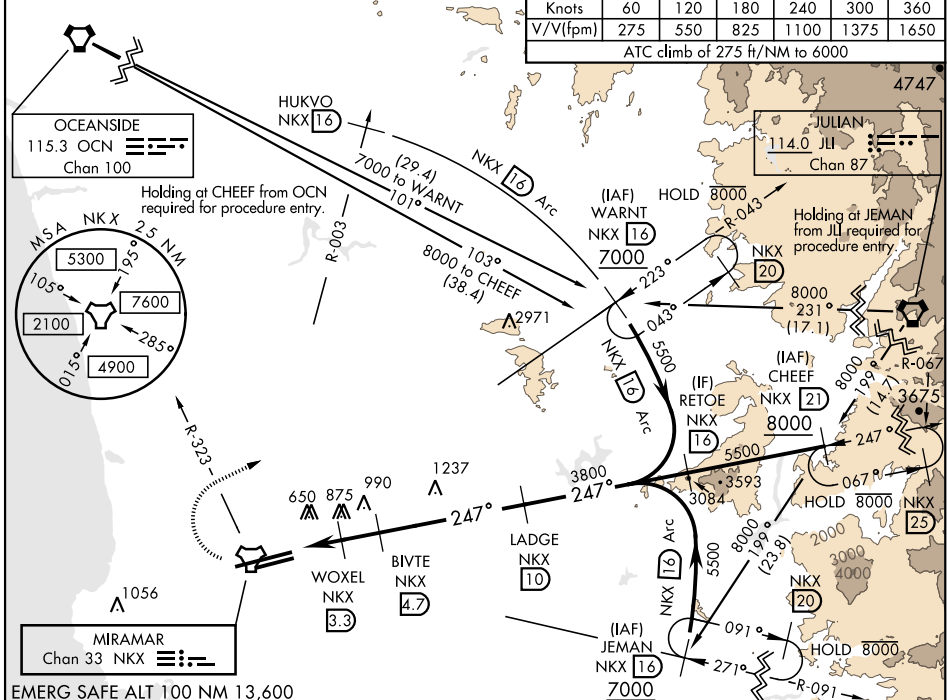 Knots 60 120 180 240 300 360
V/V(fpm) 275 550 825 1100 1375 1650
ATC climb of 275 ft/NM to 6000
4747
OCEANSIDE
115.3 OCN
Chan 100
HUKVO
NKX 16
JULIAN
114.0 JLI
Chan 87
Holding at CHEEF from OCN
required for procedure entry.
(29.4)
7000 to WARNT
101°
103°
8000 to CHEEF
(38.4)
NKX 16 Arc
R-003
(IAF)
WARNT
NKX 16
7000
HOLD 8000
R-043
Holding at JEMAN
from JLI required for
procedure entry.
NKX
20
223°
043°
8000
231°
(17.1)
MSA NKX 25 NM
5300
195°
105°
7600
2100
285°
015°
4900
2971
5500
NKX 16 Arc
8000
199°
(14.7)
R-067
3675
(IAF)
CHEEF
NKX 21
8000
(IF)
RETOE
NKX
16
5500
247°
067°
HOLD 8000
NKX
25
3593
3084
3800
247°
247°
R-323
650
875
990
1237
LADGE
NKX
10
BIVTE
NKX
4.7
WOXEL
NKX
3.3
NKX 16 Arc
5500
8000
199°
(23.8)
2000
3000
4000
NKX
20
1056
MIRAMAR
Chan 33 NKX
(IAF)
JEMAN
NKX 16
7000
091°
271°
HOLD 8000
R-091
EMERG SAFE ALT 100 NM 13,600